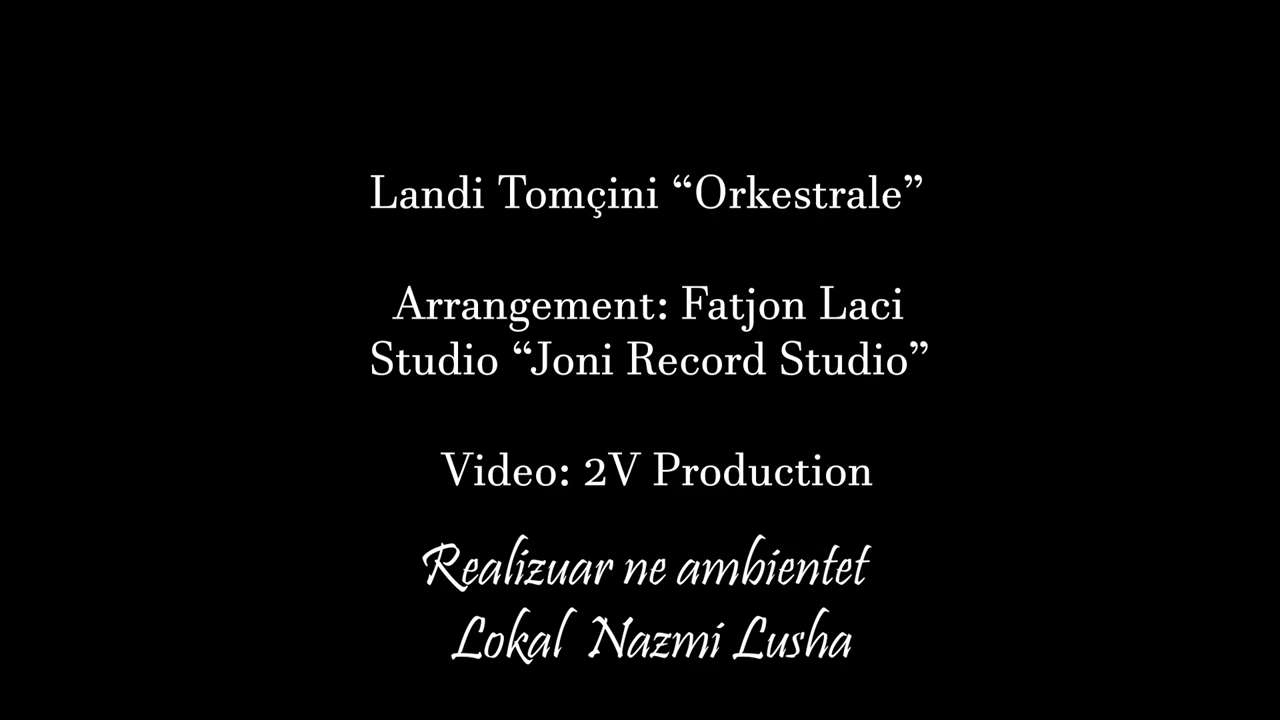 Landi Tomçini “Orkestrale”
Arrangement: Fatjon Laci
Studio “Joni Record Studio”
Video: 2V Production
Realizuar ne ambientet
Lokal Nazmi Lusha